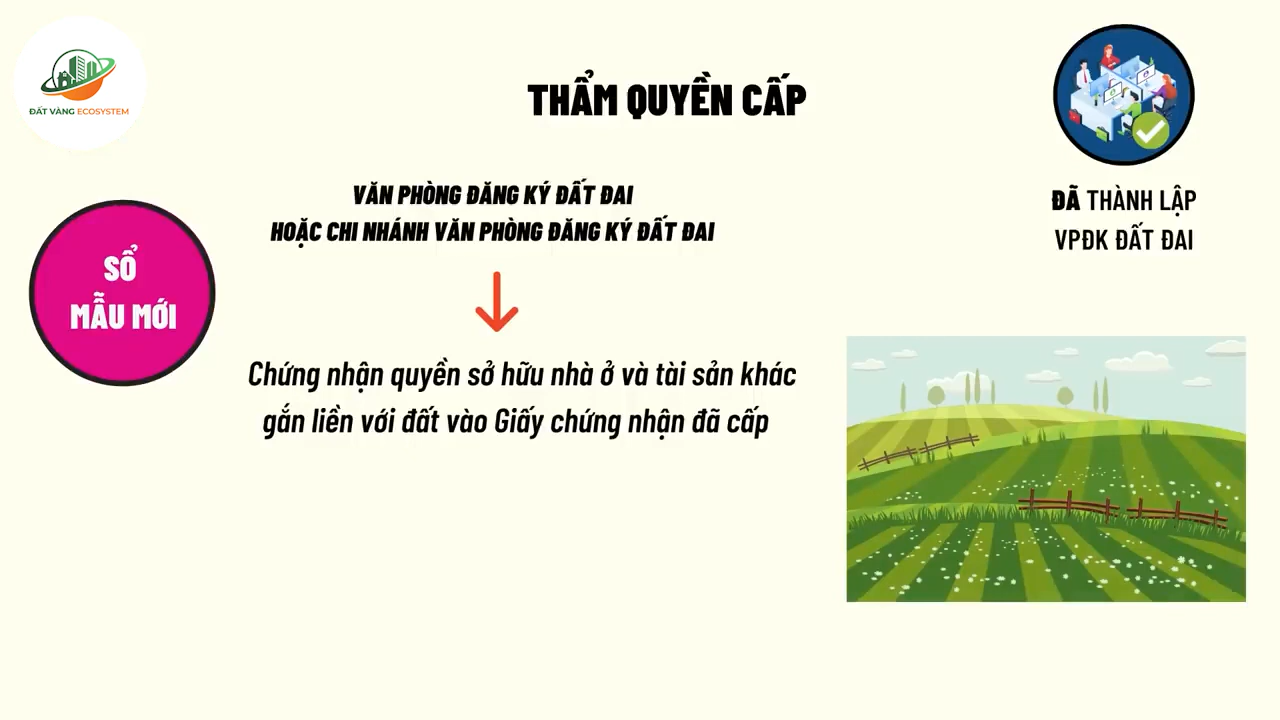 ĐẤT VÀNG ECOSYSTEM
THẨM QUYỀN CẤP
VĂN PHÒNG ĐĂNG KÝ ĐẤT ĐAI
HOẶC CHI NHÁNH VĂN PHÒNG ĐĂNG KÝ ĐẤT ĐAI
ĐÃ THÀNH LẬP
VPĐK ĐẤT ĐAI
SỔ
MẪU MỚI
Chứng nhận quyền sở hữu nhà ở và tài sản khác
gắn liền với đất vào Giấy chứng nhận đã cấp